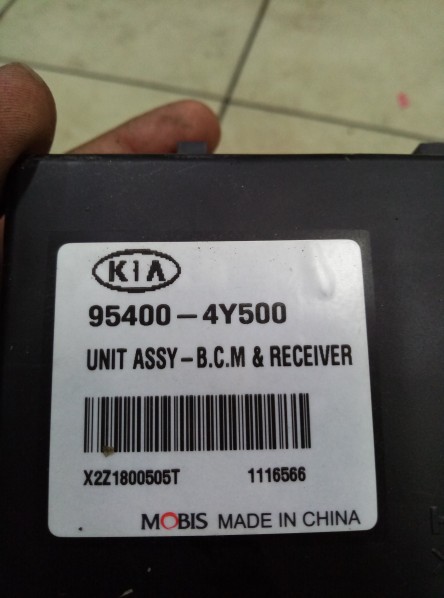 KIA
95400-4Y500
UNIT ASSY-B.C.M & RECEIVER
X2Z1800505T 1116566
MOBIS MADE IN CHINA